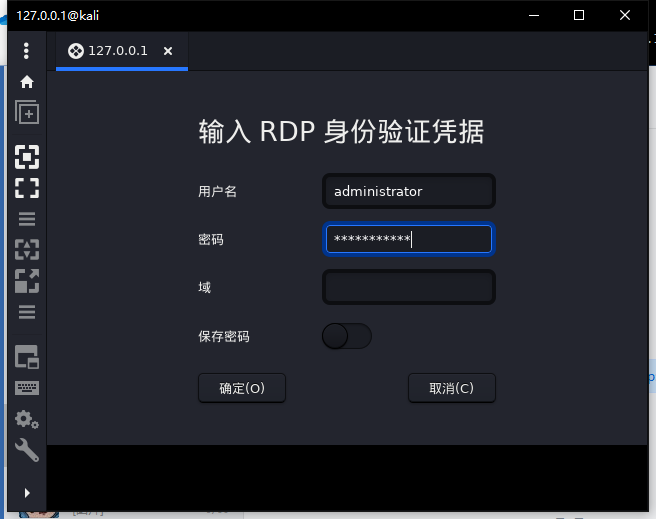 127.0.0.1@kali
127.0.0.1
输入 RDP 身份验证凭据
用户名
administrator
密码
***********
域
保存密码
确定(O)
取消(C)